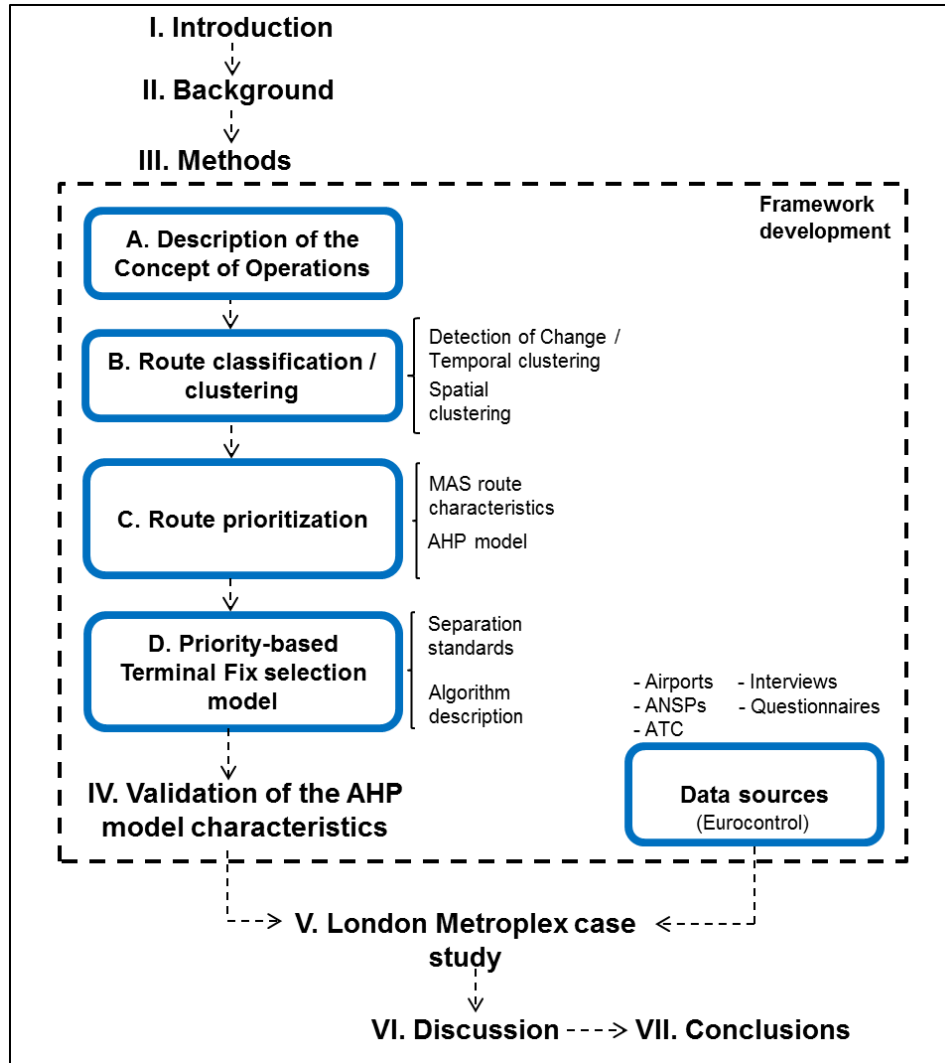 I. Introduction
II. Background
III. Methods
Framework
development
A. Description of the
Concept of Operations
B. Route classification /
clustering
Detection of Change /
Temporal clustering
Spatial
clustering
C. Route prioritization
MAS route
characteristics
AHP model
D. Priority-based
Terminal Fix selection
model
Separation
standards
Algorithm
description
- Airports - Interviews
- ANSPs - Questionnaires
- ATC
IV. Validation of the AHP
model characteristics
Data sources
(Eurocontrol)
V. London Metroplex case
study
VI. Discussion
VII. Conclusions